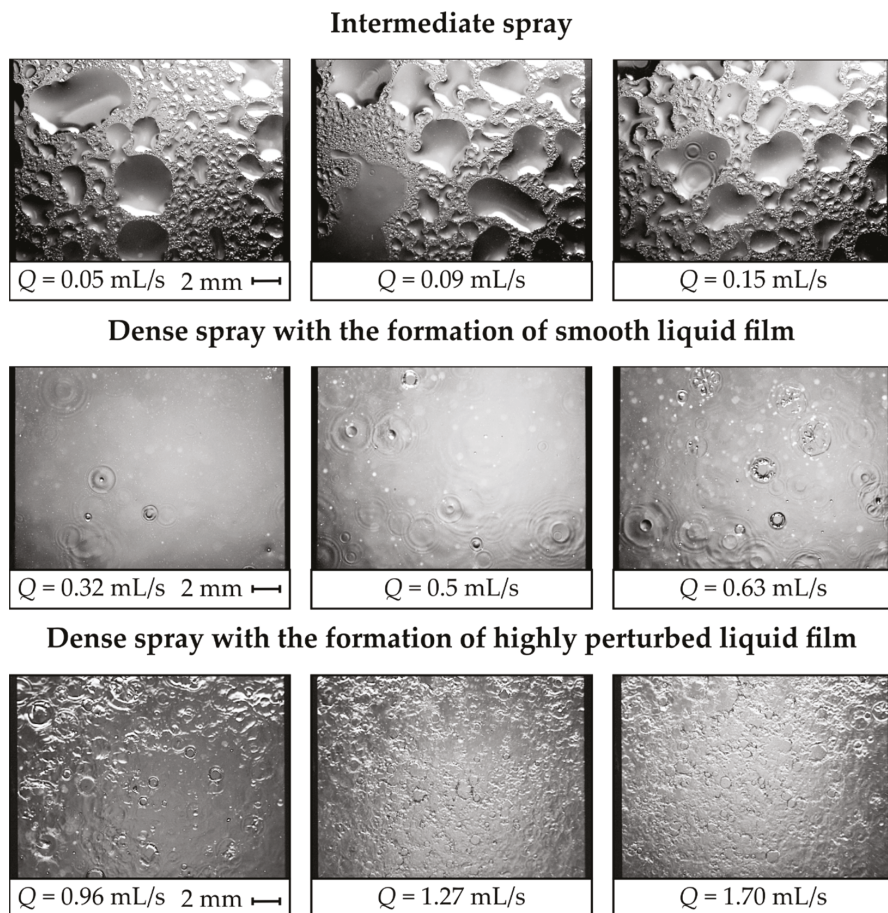 Intermediate spray
Q = 0.05 mL/s 2 mm
Q = 0.09 mL/s
Q = 0.15 mL/s
Dense spray with the formation of smooth liquid film
Q = 0.32 mL/s 2 mm
Q = 0.5 mL/s
Q = 0.63 mL/s
Dense spray with the formation of highly perturbed liquid film
Q = 0.96 mL/s 2 mm
Q = 1.27 mL/s
Q = 1.70 mL/s